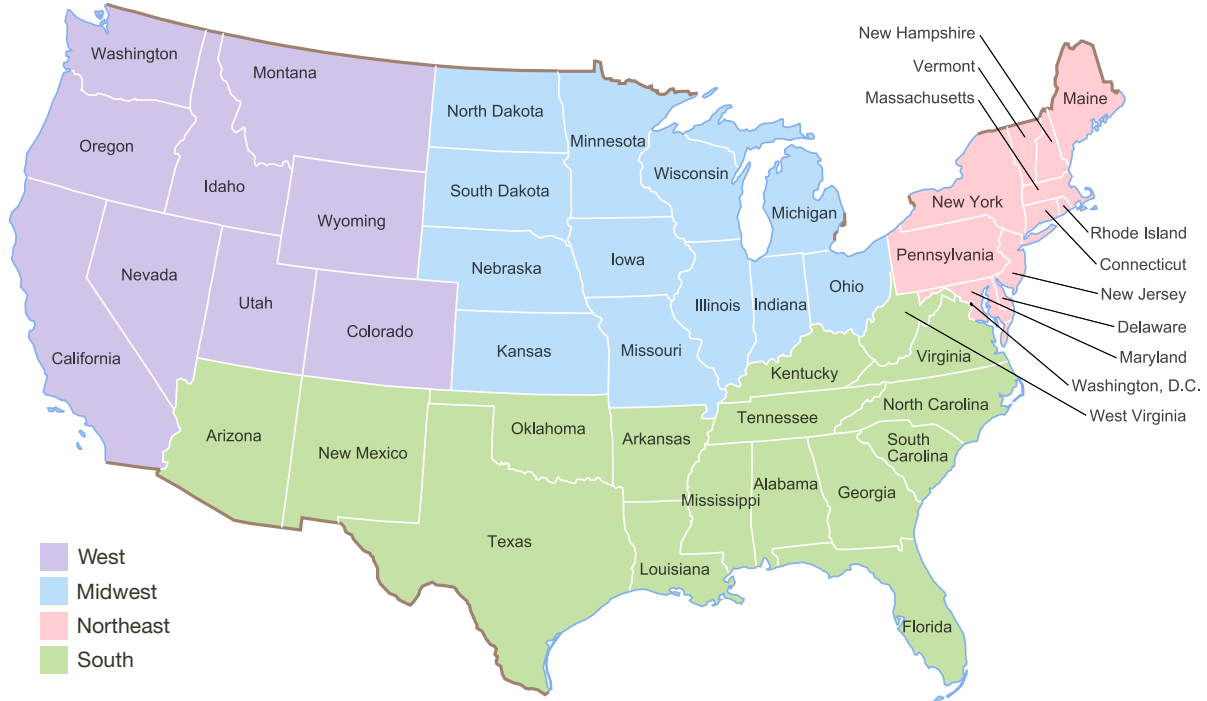 New Hampshire
Vermont
Massachusetts
Washington
Montana
North Dakota
Minnesota
Maine
Oregon
Idaho
Wyoming
South Dakota
Wisconsin
Michigan
New York
Rhode Island
Connecticut
Nevada
Utah
Colorado
Nebraska
Iowa
Illinois
Indiana
Ohio
Pennsylvania
New Jersey
Delaware
Maryland
Washington, D.C.
West Virginia
California
Kansas
Missouri
Kentucky
Virginia
Arizona
New Mexico
Oklahoma
Arkansas
Tennessee
North Carolina
South
Carolina
Mississippi
Alabama
Georgia
Texas
Louisiana
Florida
West
Midwest
Northeast
South